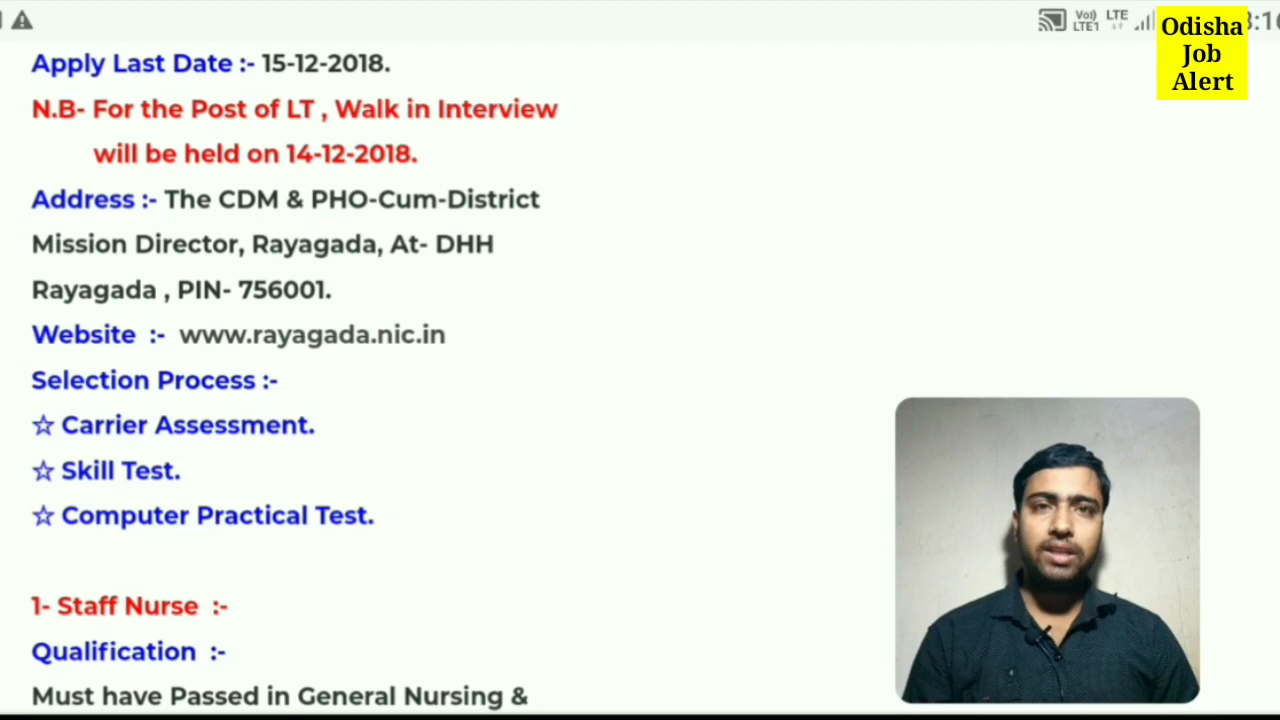 Vo))
LTE1
LTE
Odisha
Job
Alert
Apply Last Date :- 15-12-2018.
N.B- For the Post of LT , Walk in Interview
will be held on 14-12-2018.
Address :- The CDM & PHO-Cum-District
Mission Director, Rayagada, At- DHH
Rayagada , PIN- 756001.
Website :- www.rayagada.nic.in
Selection Process :-
☆ Carrier Assessment.
☆ Skill Test.
☆ Computer Practical Test.
1- Staff Nurse :-
Qualification :-
Must have Passed in General Nursing &